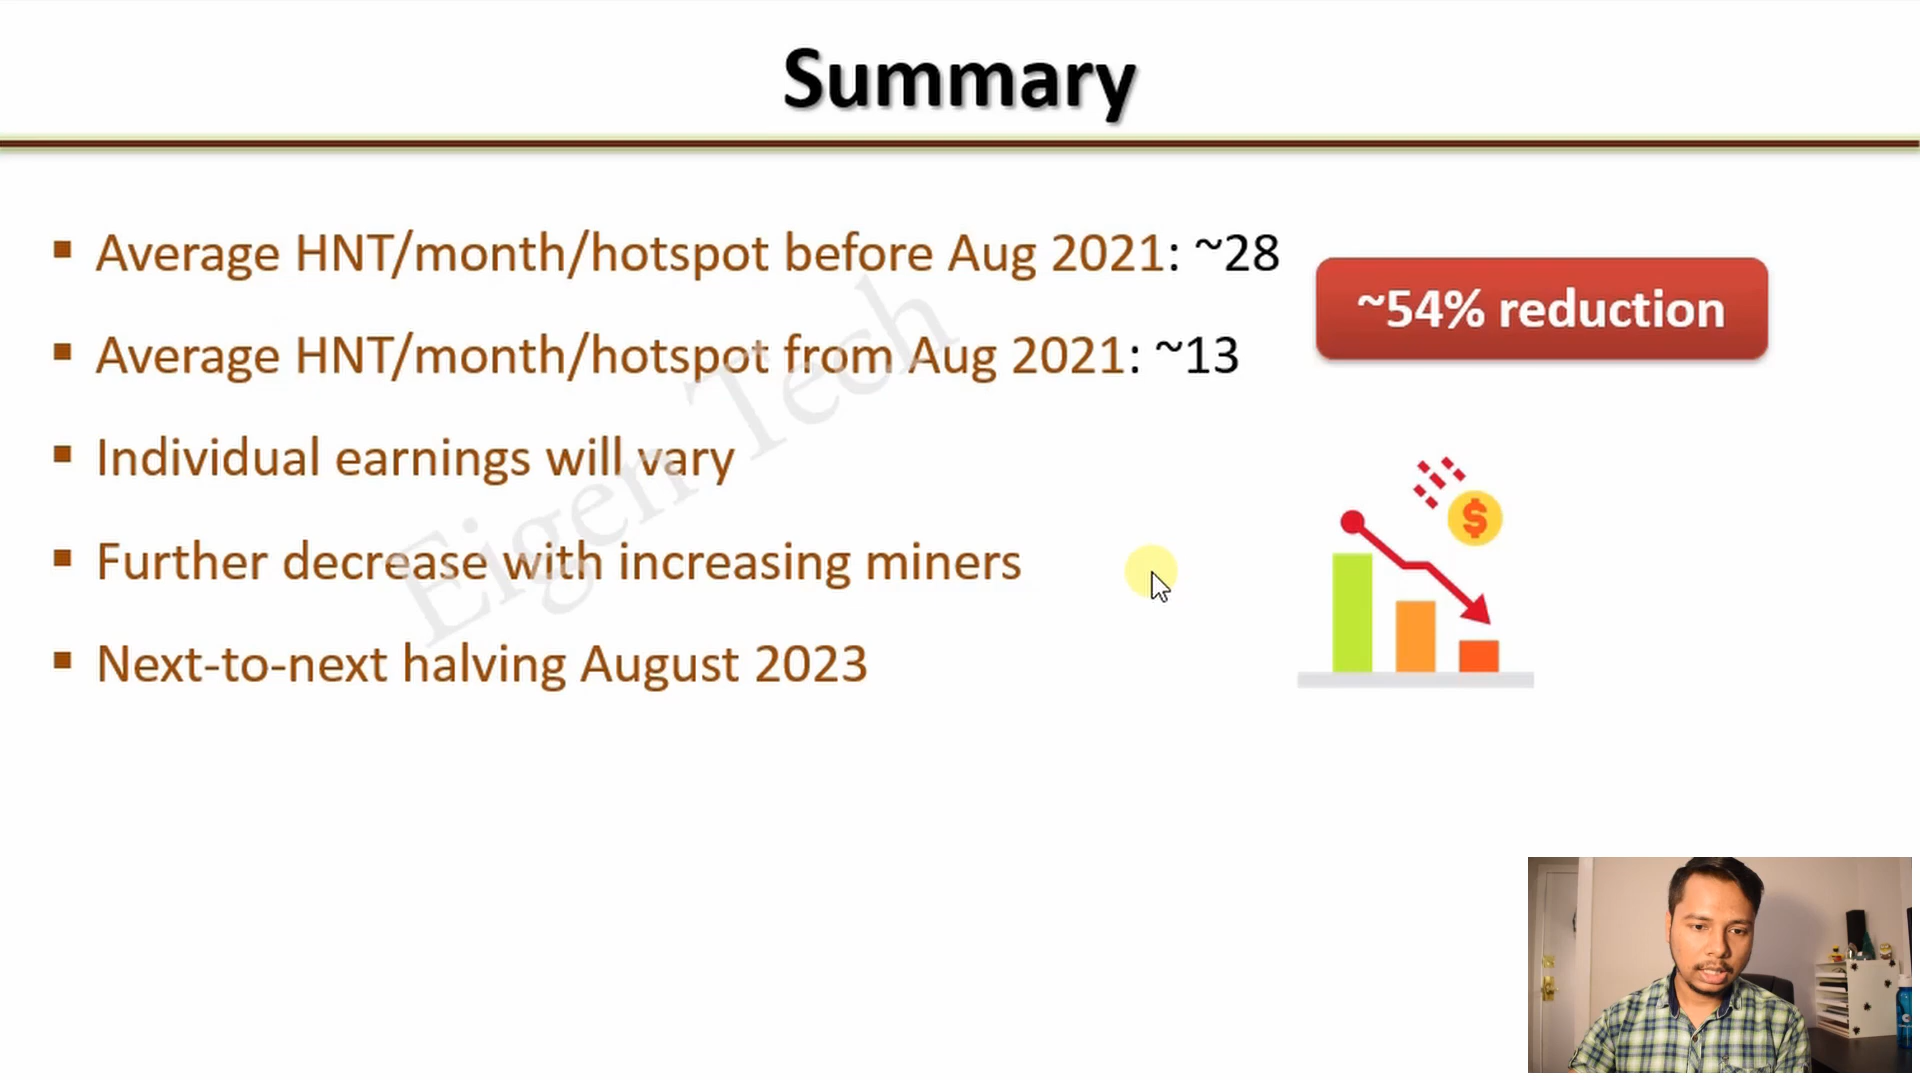 Summary
▪ Average HNT/month/hotspot before Aug 2021: ~28
~54% reduction
▪ Average HNT/month/hotspot from Aug 2021: ~13
▪ Individual earnings will vary
▪ Further decrease with increasing miners
▪ Next-to-next halving August 2023
Eigen Tech
$